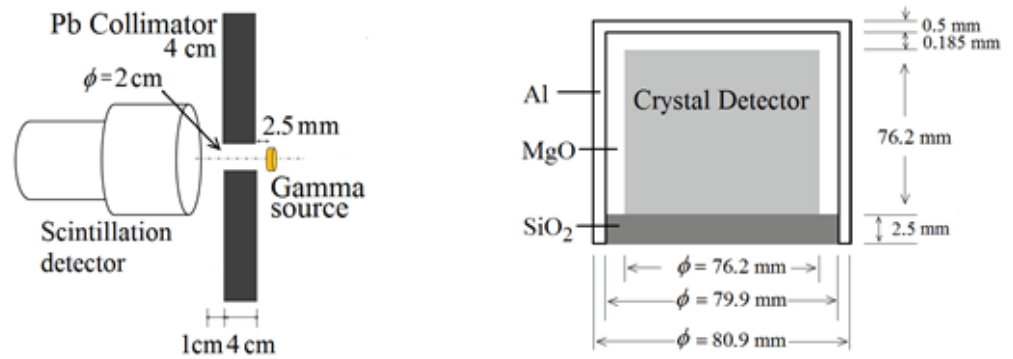 Pb Collimator
4 cm
ϕ=2 cm
2.5 mm
Gamma
source
Scintillation
detector
1cm 4 cm
0.5 mm
0.185 mm
Al
Crystal Detector
MgO
76.2 mm
SiO₂
2.5 mm
ϕ = 76.2 mm
ϕ = 79.9 mm
ϕ = 80.9 mm